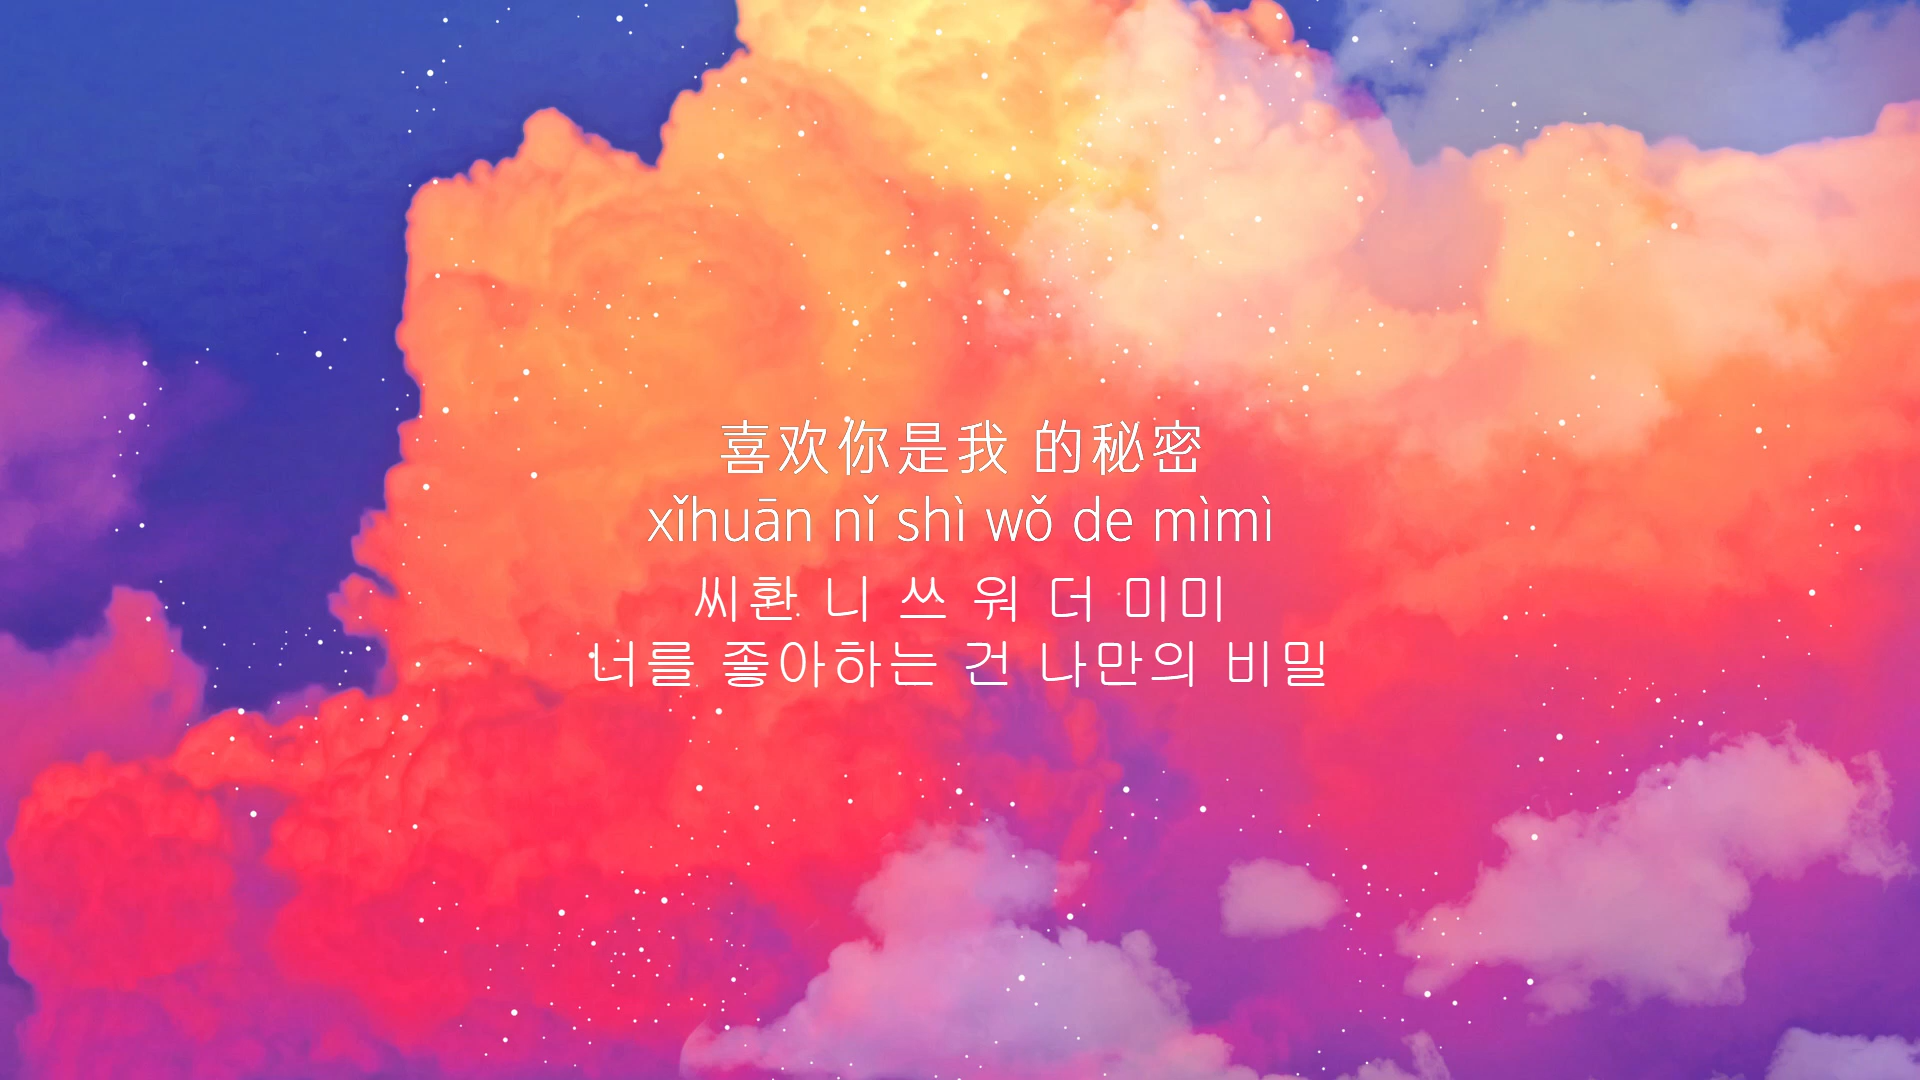 喜欢你是我 的秘密
xǐhuān nǐ shì wǒ de mìmì
씨환 니 쓰 워 더 미미
너를 좋아하는 건 나만의 비밀